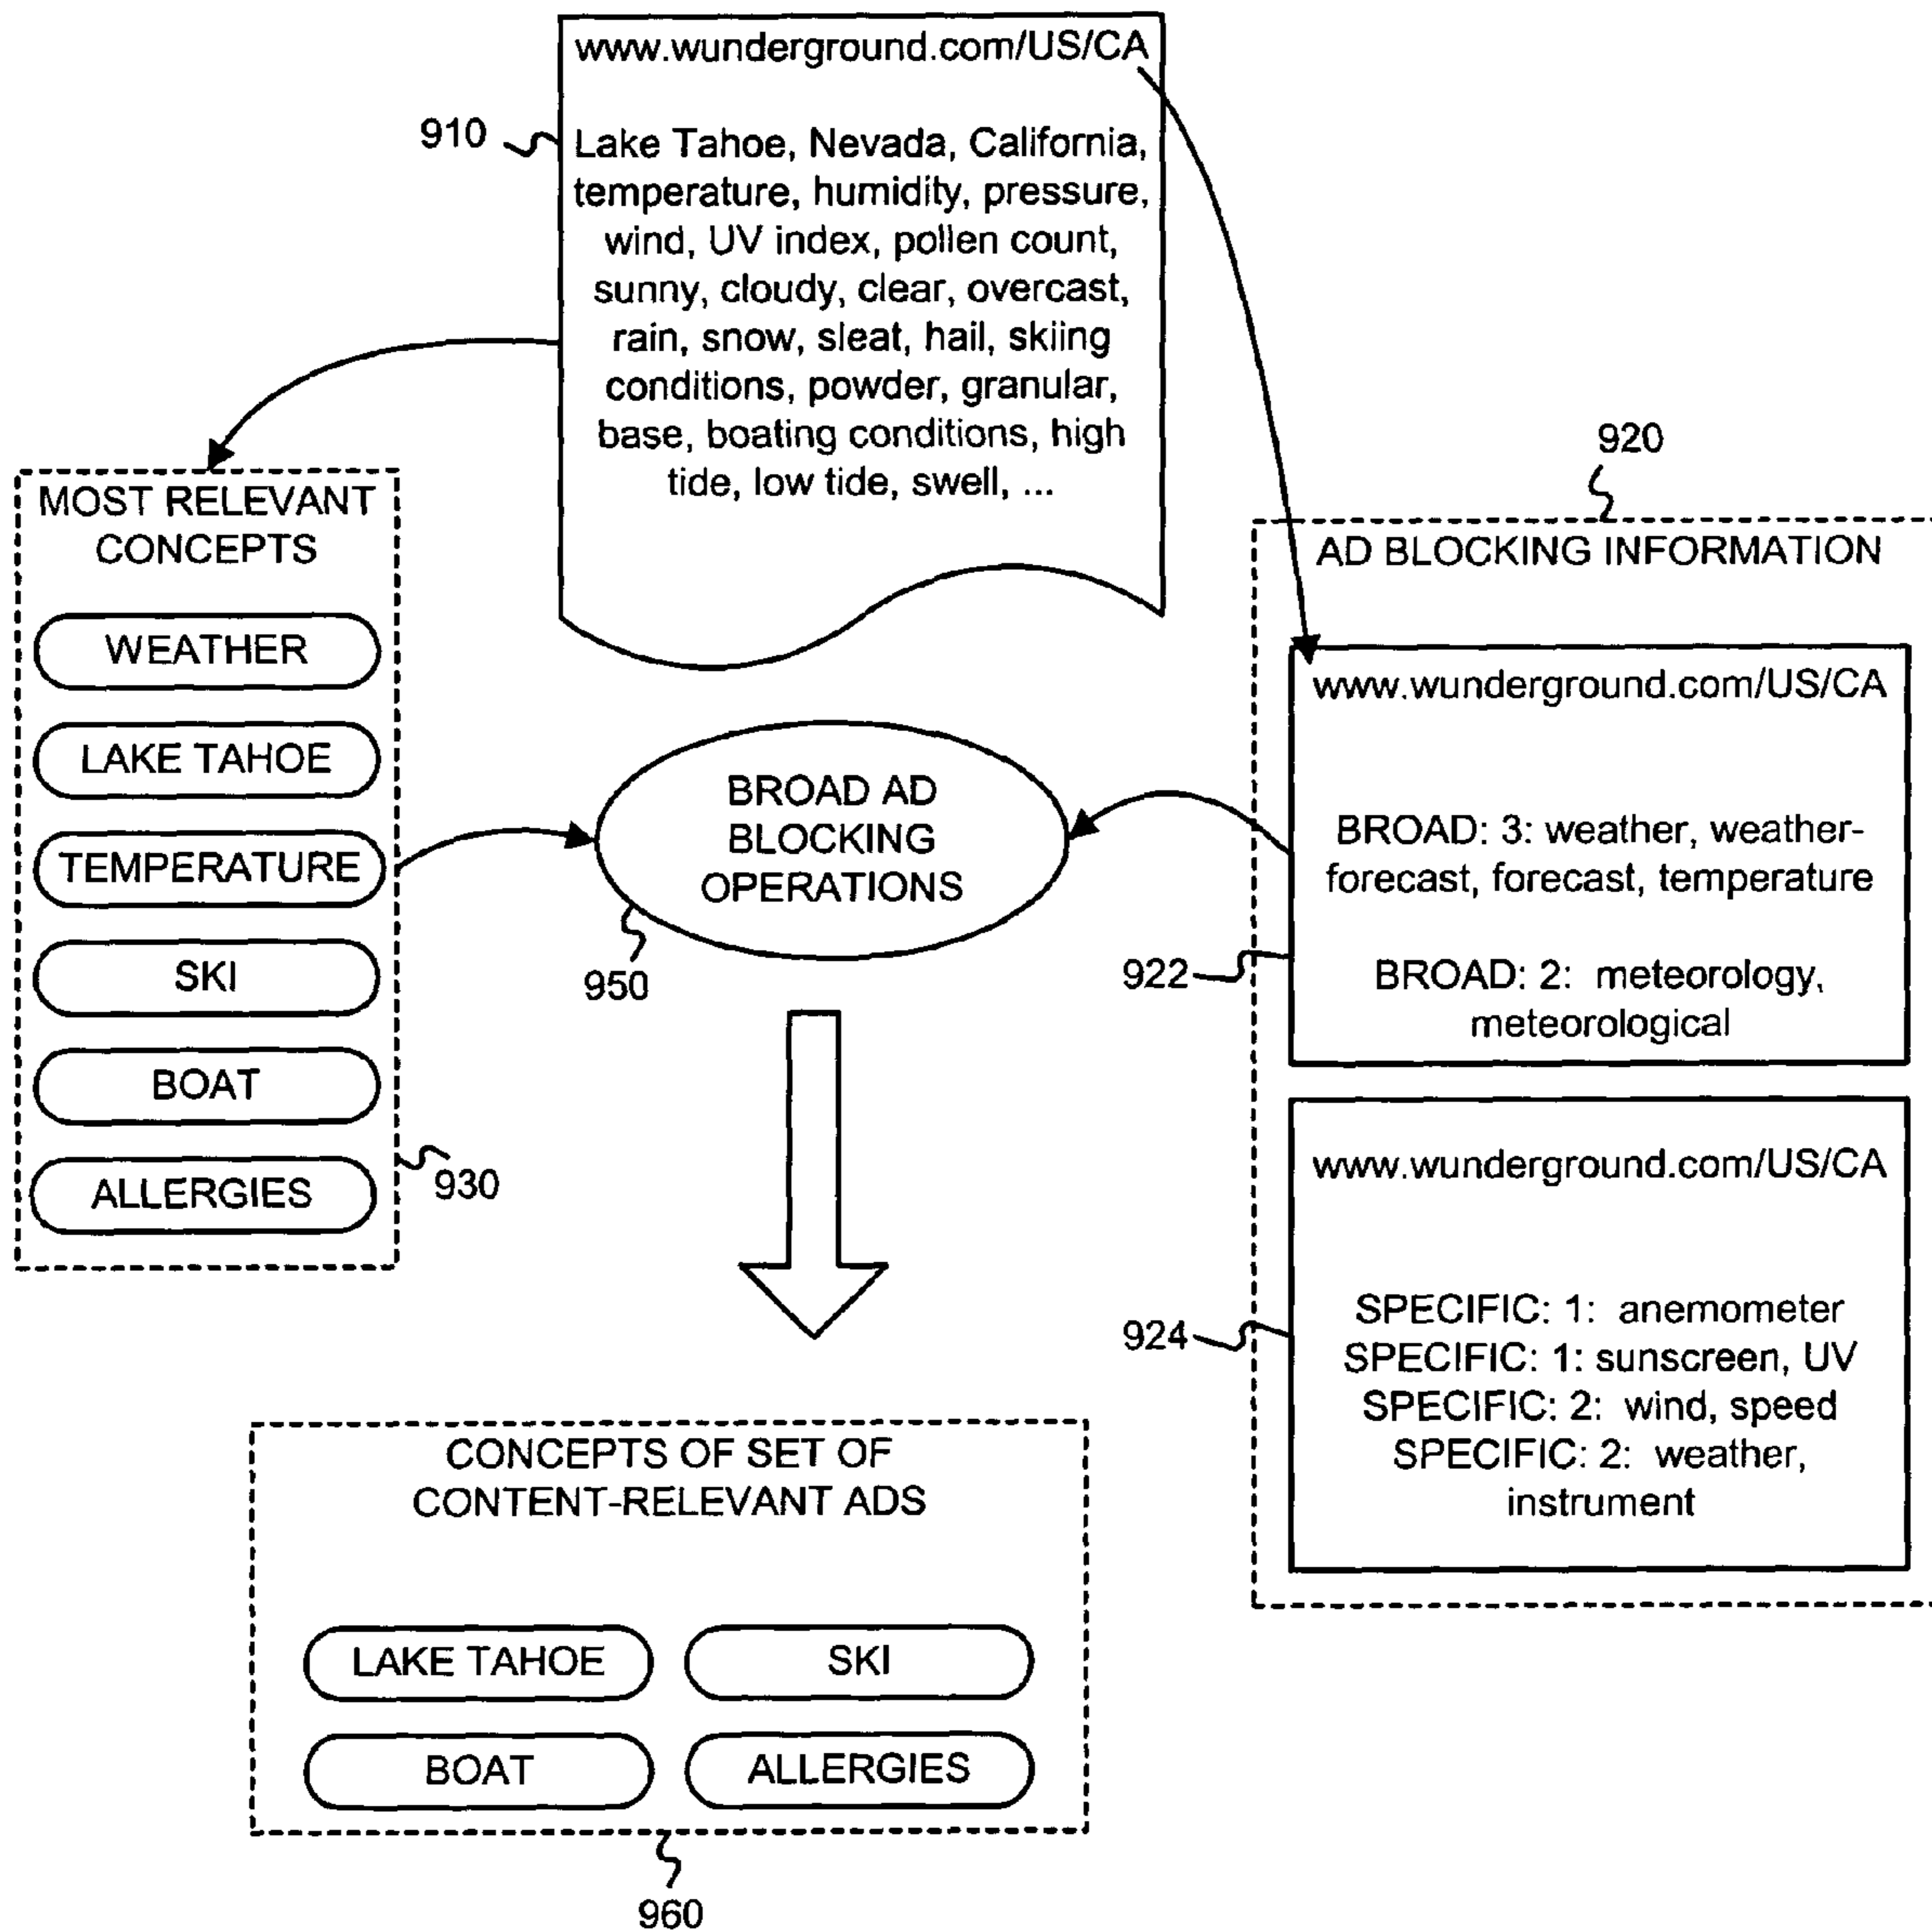 www.wunderground.com/US/CA
910
Lake Tahoe, Nevada, California,
temperature, humidity, pressure,
wind, UV index, pollen count,
sunny, cloudy, clear, overcast,
rain, snow, sleat, hail, skiing
conditions, powder, granular,
base, boating conditions, high
tide, low tide, swell, ...
MOST RELEVANT
CONCEPTS
WEATHER
LAKE TAHOE
TEMPERATURE
SKI
BOAT
ALLERGIES
930
BROAD AD
BLOCKING
OPERATIONS
950
920
AD BLOCKING INFORMATION
www.wunderground.com/US/CA
BROAD: 3: weather, weather-
forecast, forecast, temperature
922
BROAD: 2: meteorology,
meteorological
www.wunderground.com/US/CA
924
SPECIFIC: 1: anemometer
SPECIFIC: 1: sunscreen, UV
SPECIFIC: 2: wind, speed
SPECIFIC: 2: weather,
instrument
CONCEPTS OF SET OF
CONTENT-RELEVANT ADS
LAKE TAHOE
SKI
BOAT
ALLERGIES
960